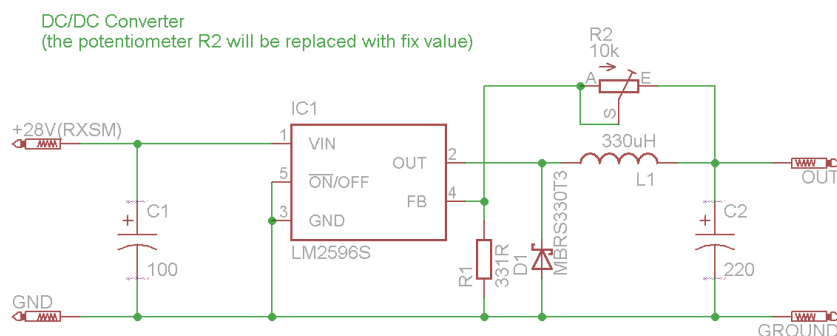 DC/DC Converter
(the potentiometer R2 will be replaced with fix value)
R2
10k
A
E
S
IC1
+28V(RXSM)
1
VIN
330uH
OUT
2
L1
OUT
5
ON/OFF
FB
4
C1
3
GND
MBRS330T3
C2
LM2596S
R1
331R
D1
100
220
GND
GROUND